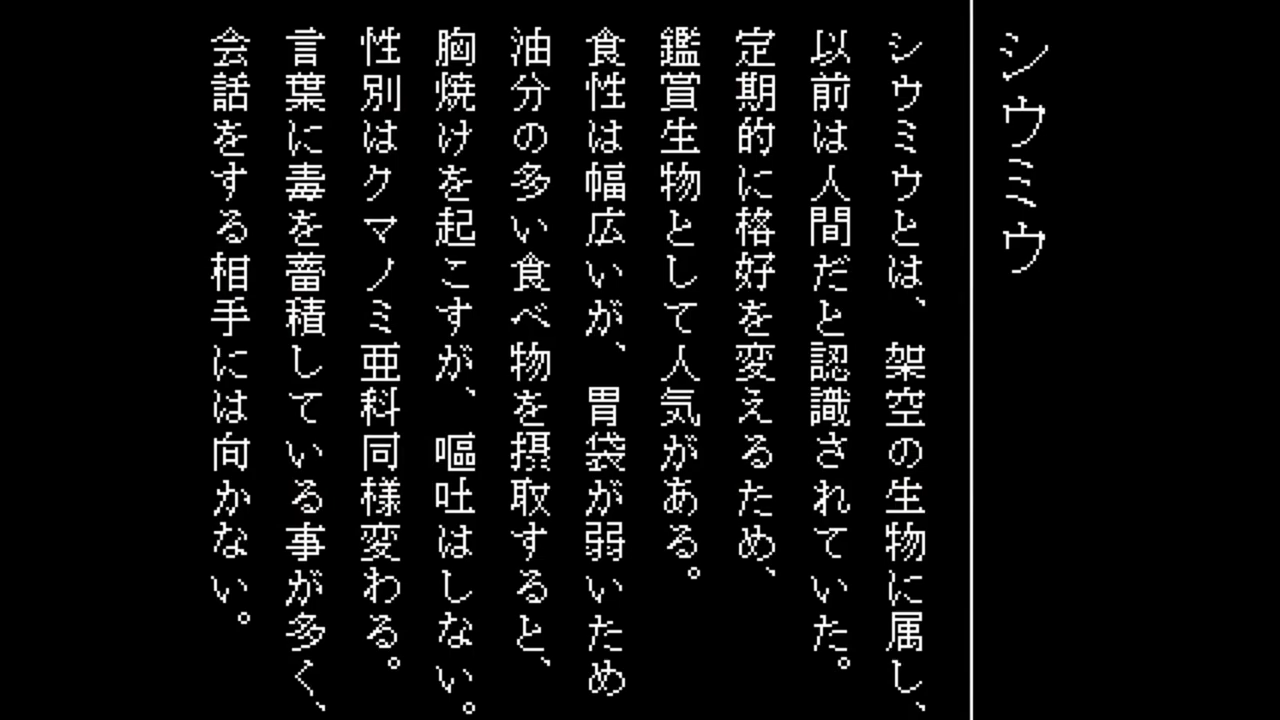 シウミウ
シウミウとは、架空の生物に属し、
以前は人間だと認識されていた。
定期的に格好を変えるため、
鑑賞生物として人気がある。
食性は幅広いが、胃袋が弱いため
油分の多い食べ物を摂取すると、
胸焼けを起こすが、嘔吐はしない。
性別はクマノミ亜科同様変わる。
言葉に毒を蓄積している事が多く、
会話をする相手には向かない。